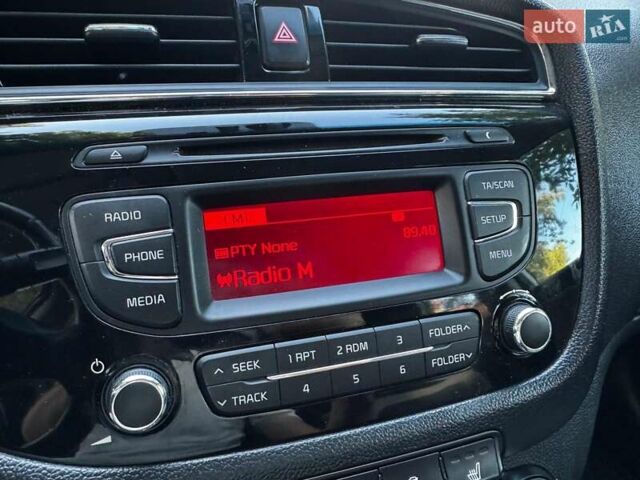 auto RIA
.com
TA/SCAN
RADIO
SETUP
PHONE
MENU
MEDIA
89.40
PTY None
Radio M
SEEK
1 RPT
2 RDM
3
FOLDER
TRACK
4
5
6
FOLDER